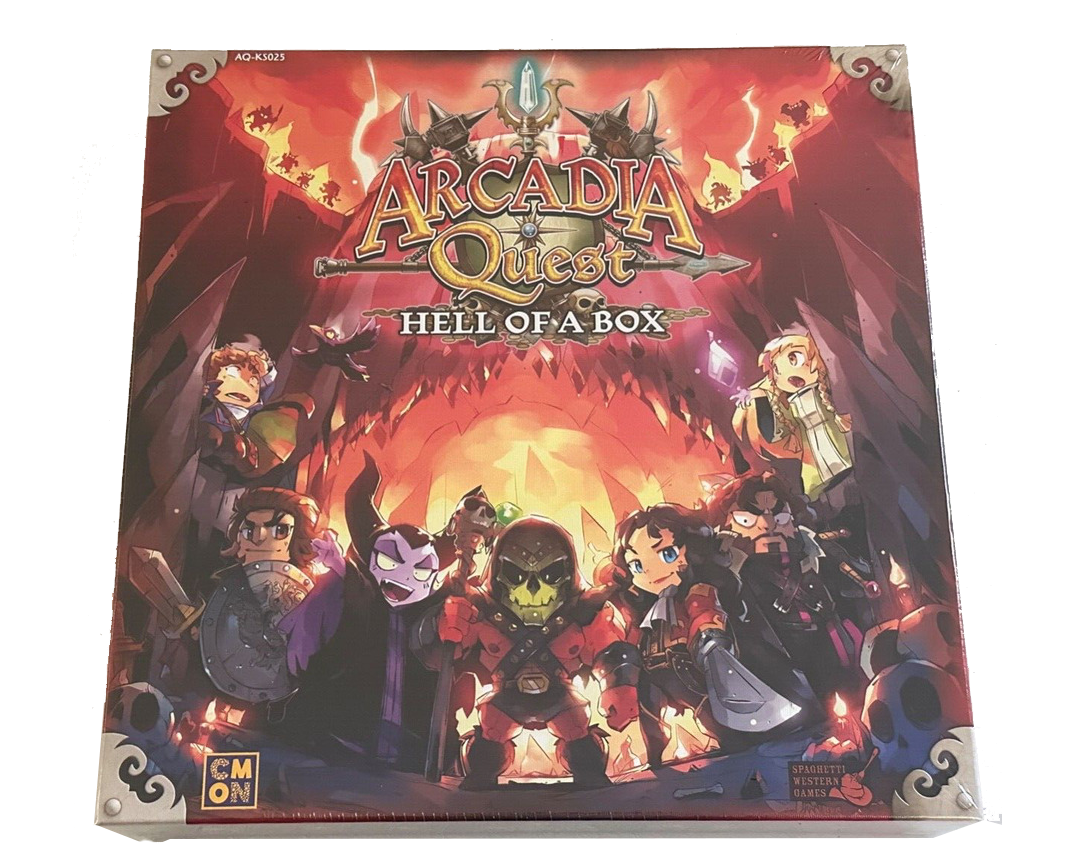 AQ-KS025
ARCADIA
Quest
HELL OF A BOX
CM
ON
SPAGHETTI
WESTERN
GAMES